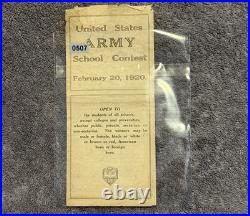 United States
0507
ARMY
School Contest
February 20, 1920.
OPEN TO
the students of all schools,
except colleges and universities,
whether public, private, sectarian or
non-sectarian. The winners may be
male or female, black or white
or brown or red, American
born or foreign
born